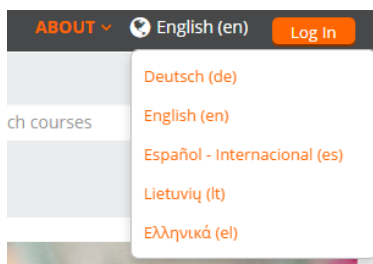 ABOUT English (en) Log In
Deutsch (de)
English (en)
ch courses
Español - Internacional (es)
Lietuvių (lt)
Ελληνικά (el)